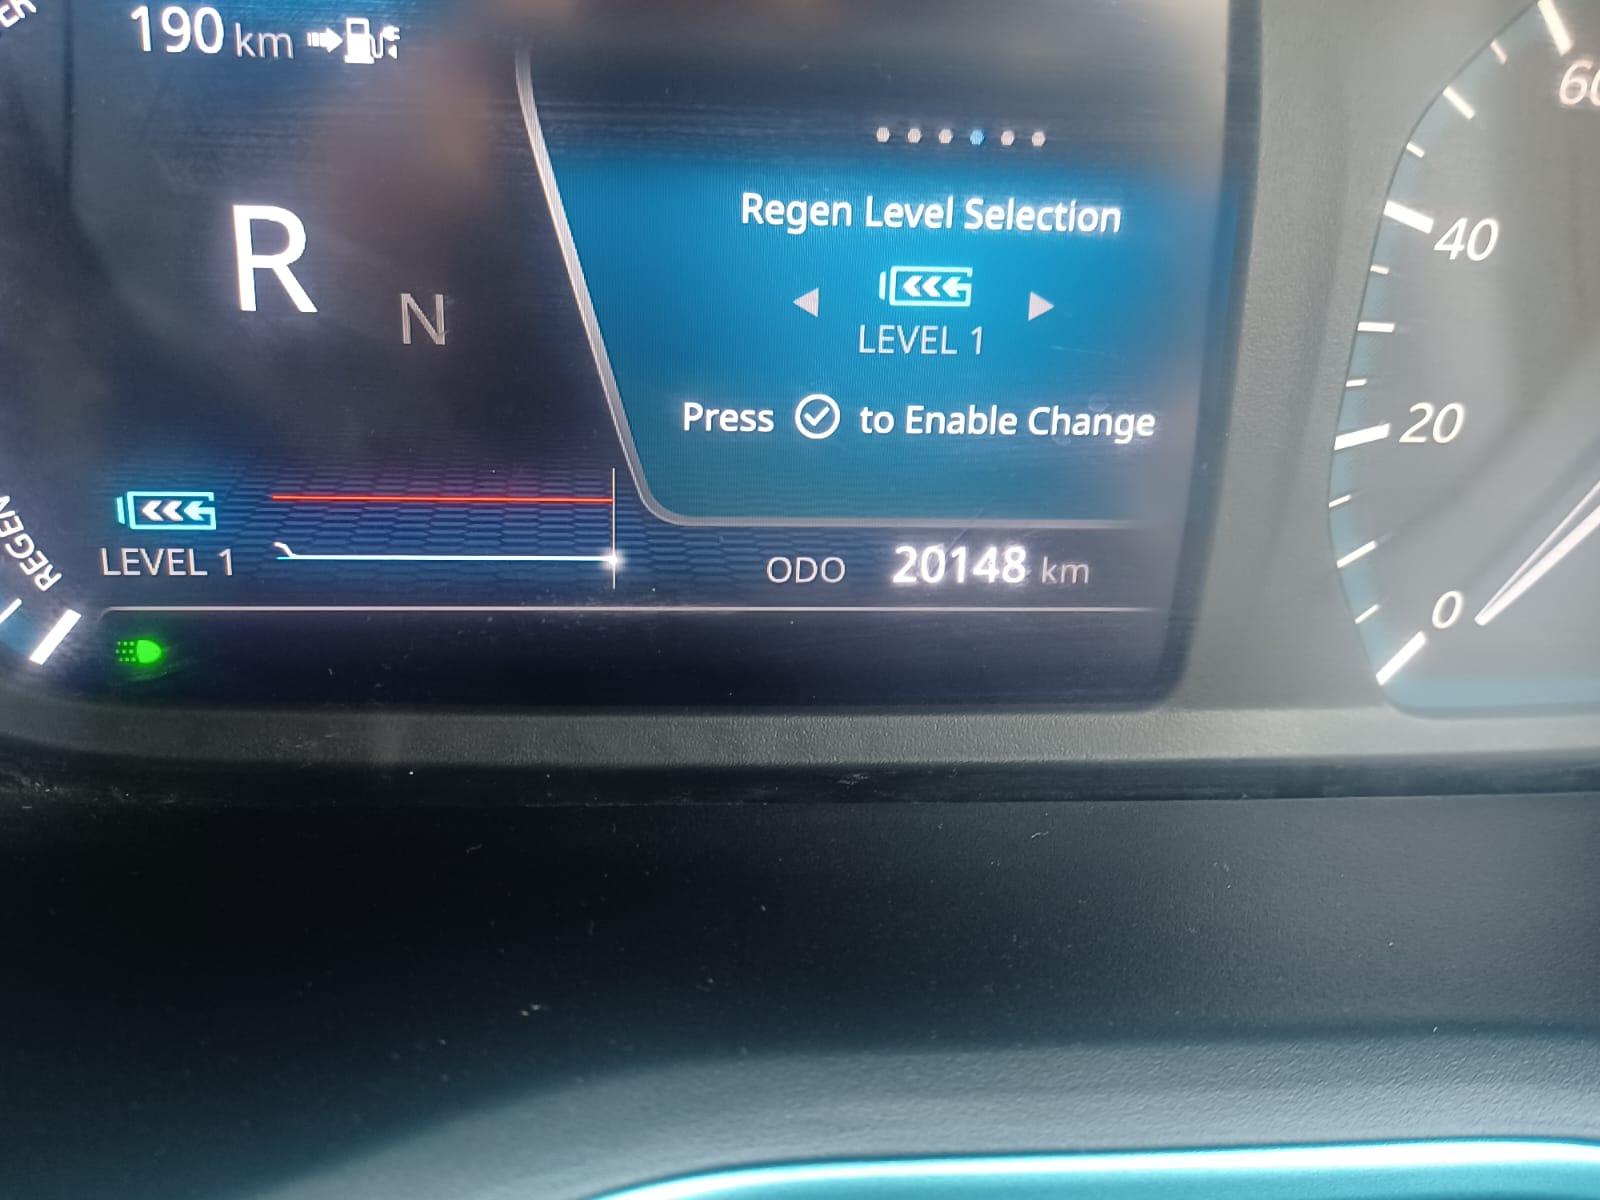 190 km
R
N
Regen Level Selection
LEVEL 1
Press to Enable Change
LEVEL 1
ODO 20148 km
REGEN
60
40
20
0